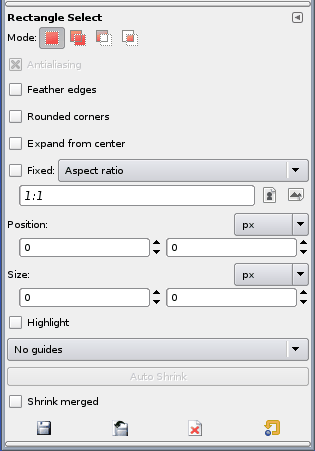 Rectangle Select
Mode:
Antialiasing
Feather edges
Rounded corners
Expand from center
Fixed: Aspect ratio
1:1
Position: px
0 0
Size: px
0 0
Highlight
No guides
Auto Shrink
Shrink merged